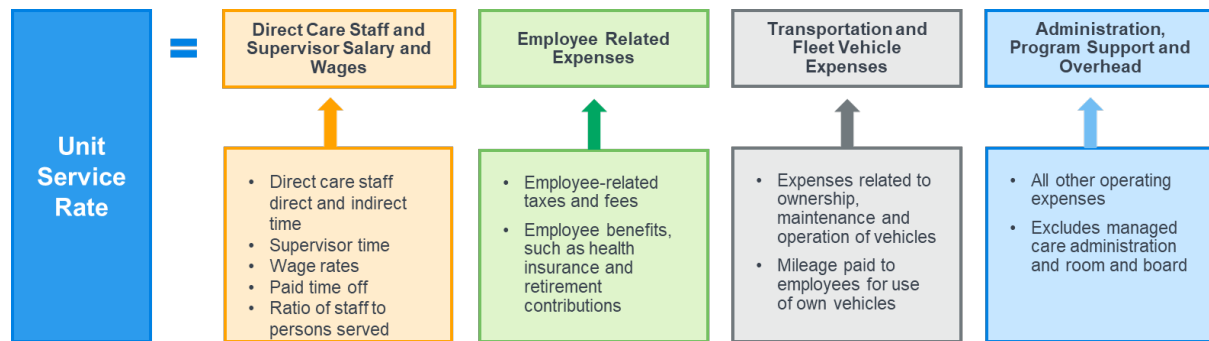 Unit
Service
Rate
=
Direct Care Staff and
Supervisor Salary and
Wages
• Direct care staff
direct and indirect
time
• Supervisor time
• Wage rates
• Paid time off
• Ratio of staff to
persons served
Employee Related
Expenses
• Employee-related
taxes and fees
• Employee benefits,
such as health
insurance and
retirement
contributions
Transportation and
Fleet Vehicle
Expenses
• Expenses related to
ownership,
maintenance and
operation of vehicles
• Mileage paid to
employees for use
of own vehicles
Administration,
Program Support and
Overhead
• All other operating
expenses
• Excludes managed
care administration
and room and board